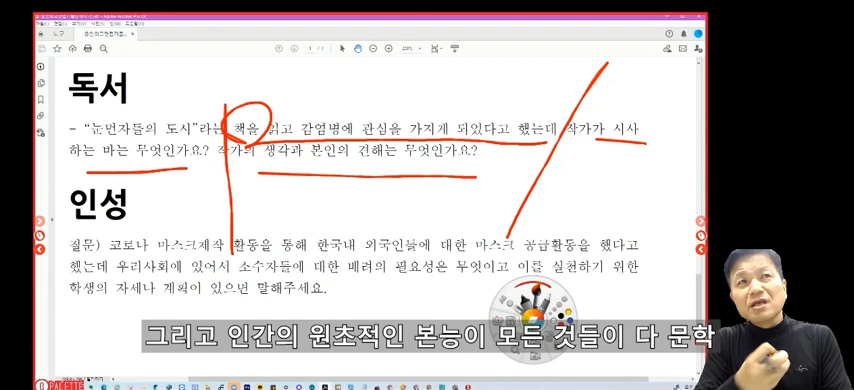 독서
- "눈먼자들의 도시"라는 책을 읽고 감염병에 관심을 가지게 되었다고 했는데 작가가 시사
하는 바는 무엇인가요? 작가의 생각과 본인의 견해는 무엇인가요?
인성
질문) 코로나 마스크제작 활동을 통해 한국내 외국인들에 대한 마스크 공급활동을 했다고
했는데 우리사회에 있어서 소수자들에 대한 배려의 필요성은 무엇이고 이를 실천하기 위한
학생의 자세나 계획이 있으면 말해주세요.
그리고 인간의 원초적인 본능이 모든 것들이 다 문학
PALETTE